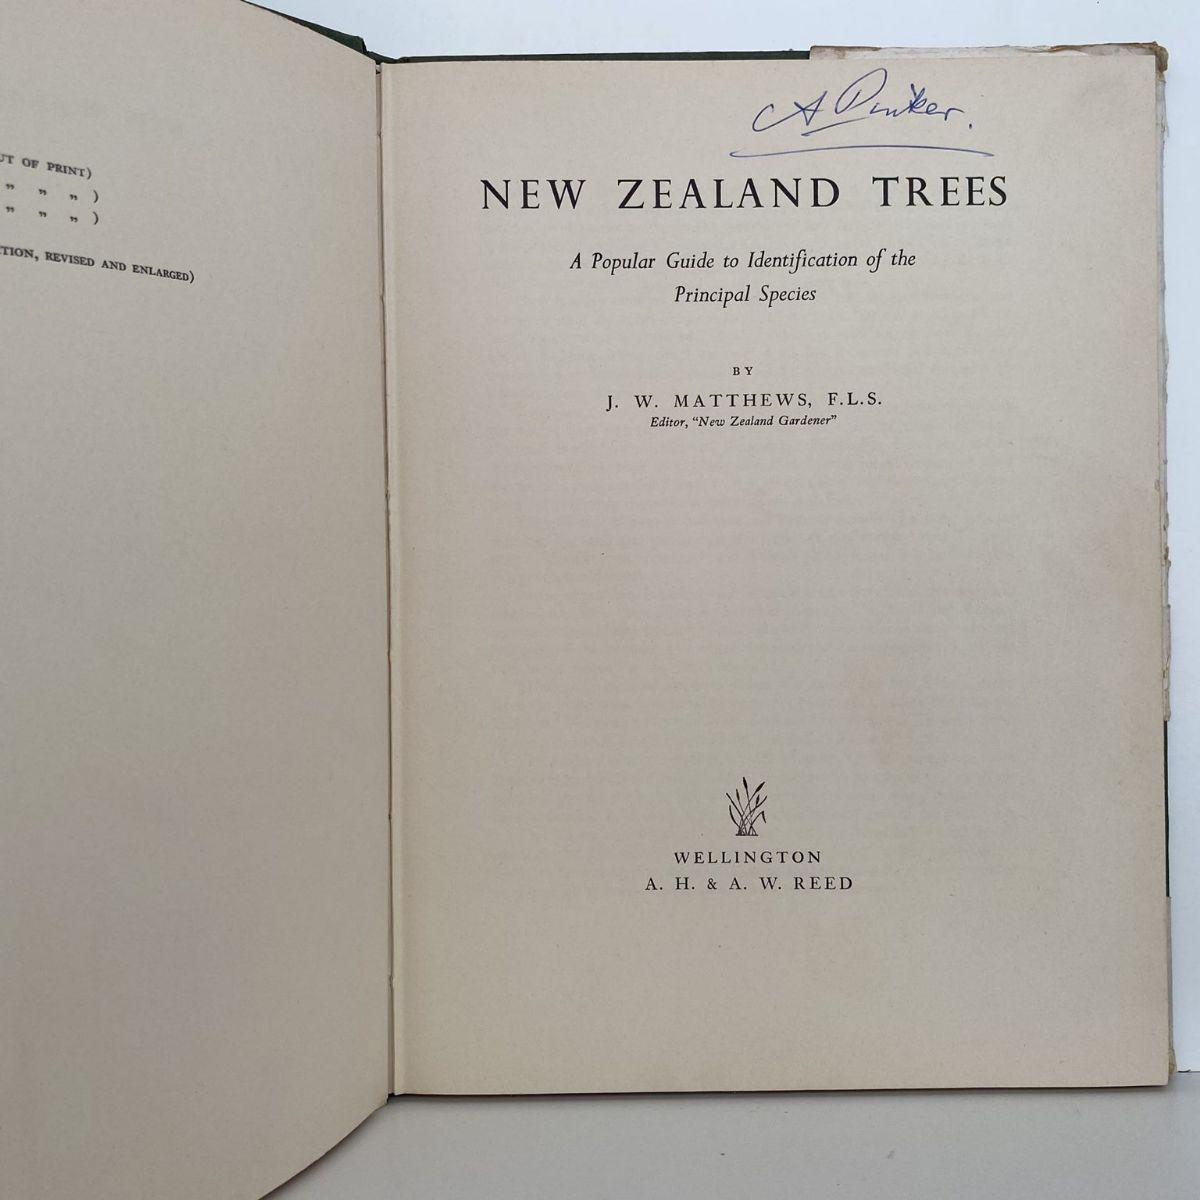 UT OF PRINT)
„ „ „ )
„ „ „ )
TION, REVISED AND ENLARGED)
NEW ZEALAND TREES
A Popular Guide to Identification of the
Principal Species
BY
J. W. MATTHEWS, F.L.S.
Editor, "New Zealand Gardener"
WELLINGTON
A. H. & A. W. REED